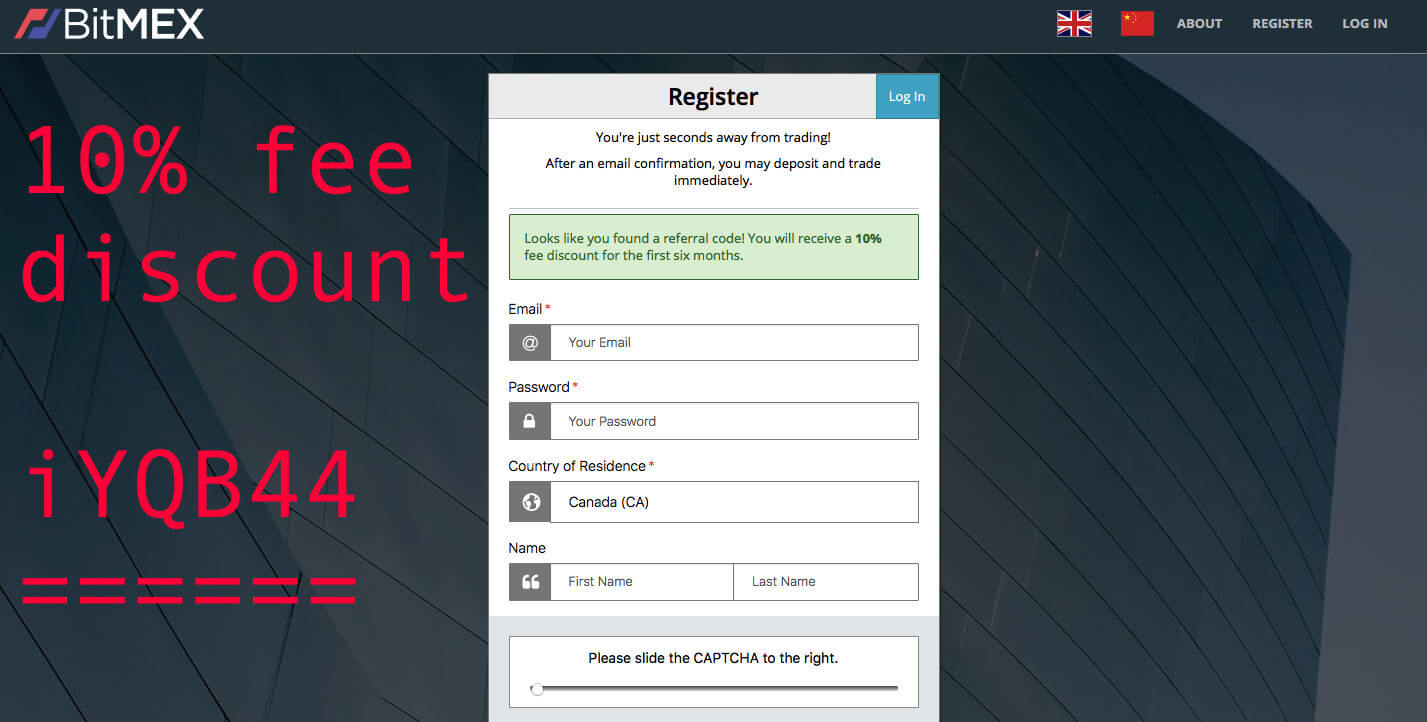 BitMEX
ABOUT REGISTER LOG IN
Register
Log In
You're just seconds away from trading!
After an email confirmation, you may deposit and trade
immediately.
10% fee
discount
iYQB44
======
Looks like you found a referral code! You will receive a 10%
fee discount for the first six months.
Email *
@ Your Email
Password *
Your Password
Country of Residence *
Canada (CA)
Name
First Name Last Name
Please slide the CAPTCHA to the right.